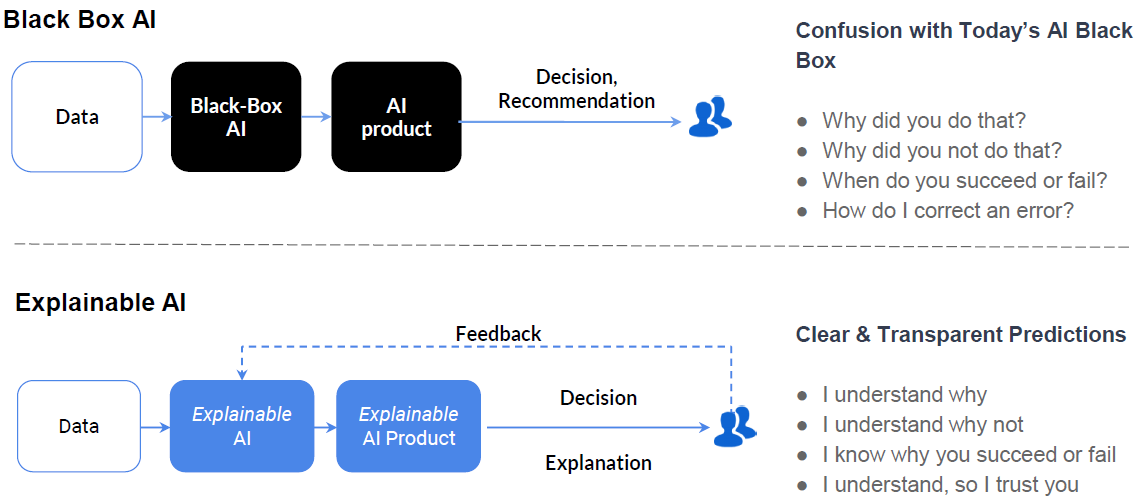 Black Box AI
Data
Black-Box
AI
AI
product
Decision,
Recommendation
Confusion with Today's AI Black
Box
● Why did you do that?
● Why did you not do that?
● When do you succeed or fail?
● How do I correct an error?
Explainable AI
Feedback
Data
Explainable
AI
Explainable
AI Product
Decision
Explanation
Clear & Transparent Predictions
● I understand why
● I understand why not
● I know why you succeed or fail
● I understand, so I trust you